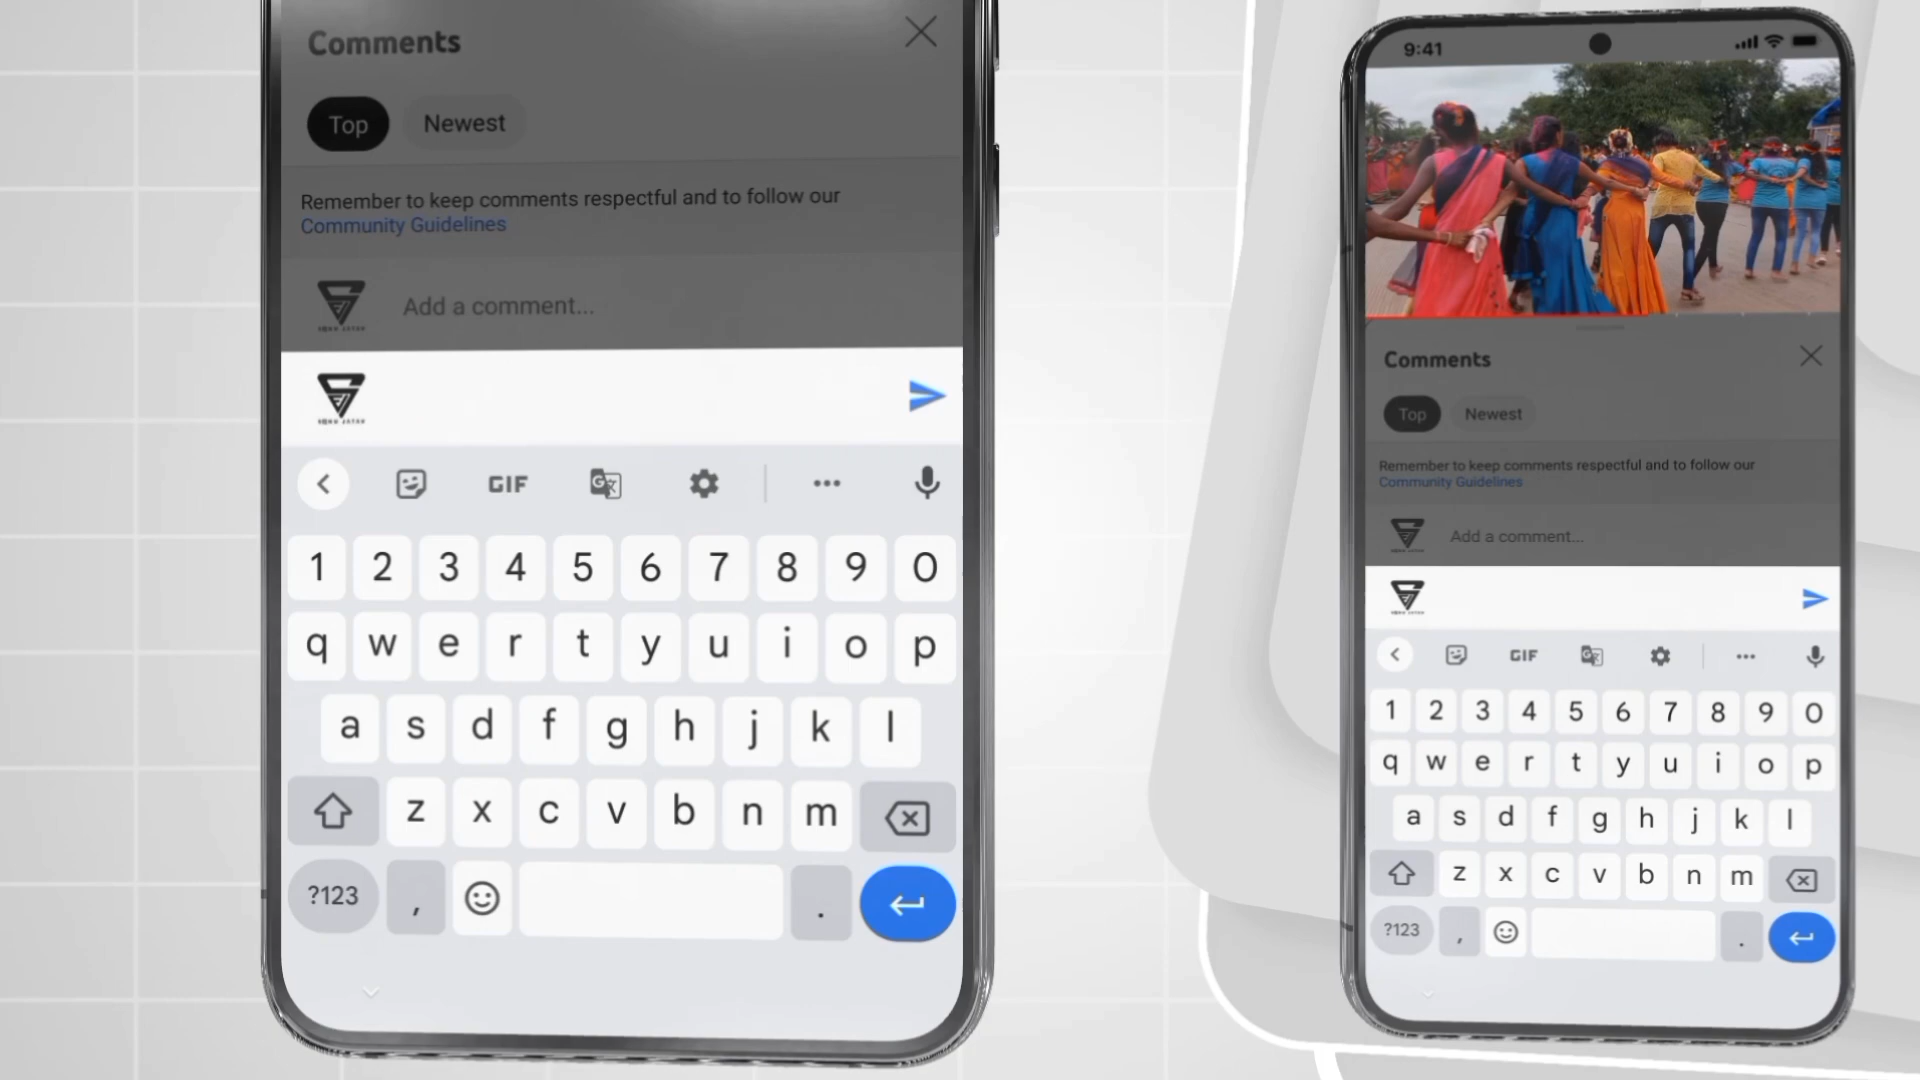 Comments
Top Newest
Remember to keep comments respectful and to follow our
Community Guidelines
Add a comment...
GIF
1 2 3 4 5 6 7 8 9 0
q w e r t y u i o p
a s d f g h j k l
z x c v b n m
?123 , .
9:41
Comments
Top Newest
Remember to keep comments respectful and to follow our
Community Guidelines
Add a comment...
GIF
1 2 3 4 5 6 7 8 9 0
q w e r t y u i o p
a s d f g h j k l
z x c v b n m
?123 , .